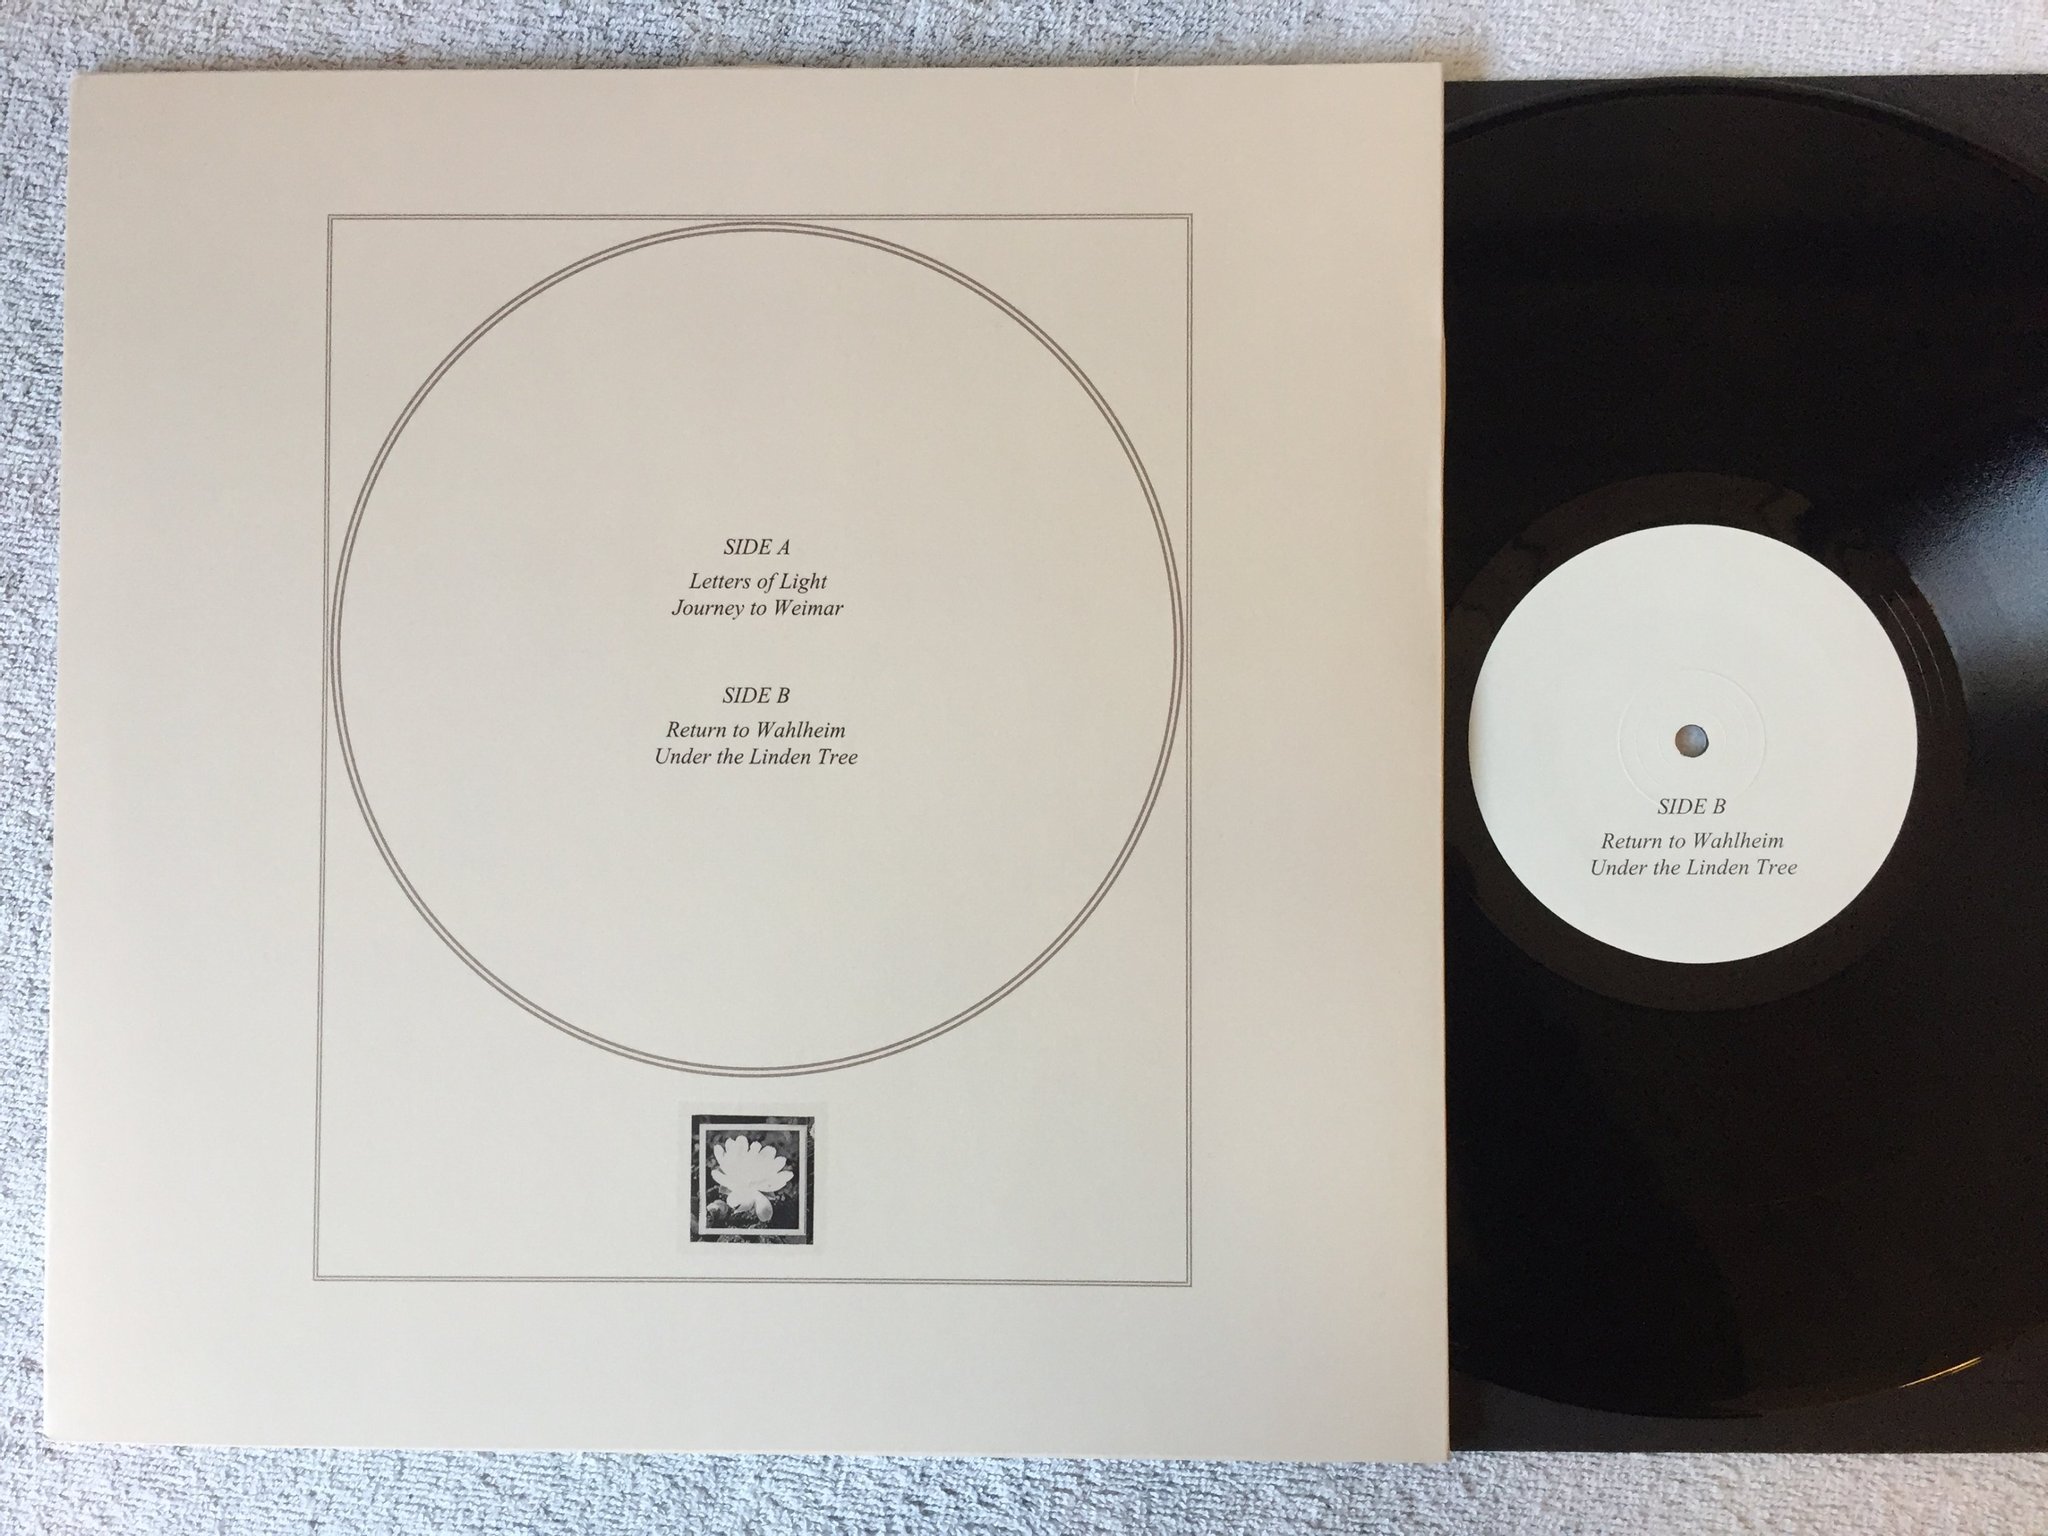 SIDE A
Letters of Light
Journey to Weimar
SIDE B
Return to Wahlheim
Under the Linden Tree
SIDE B
Return to Wahlheim
Under the Linden Tree